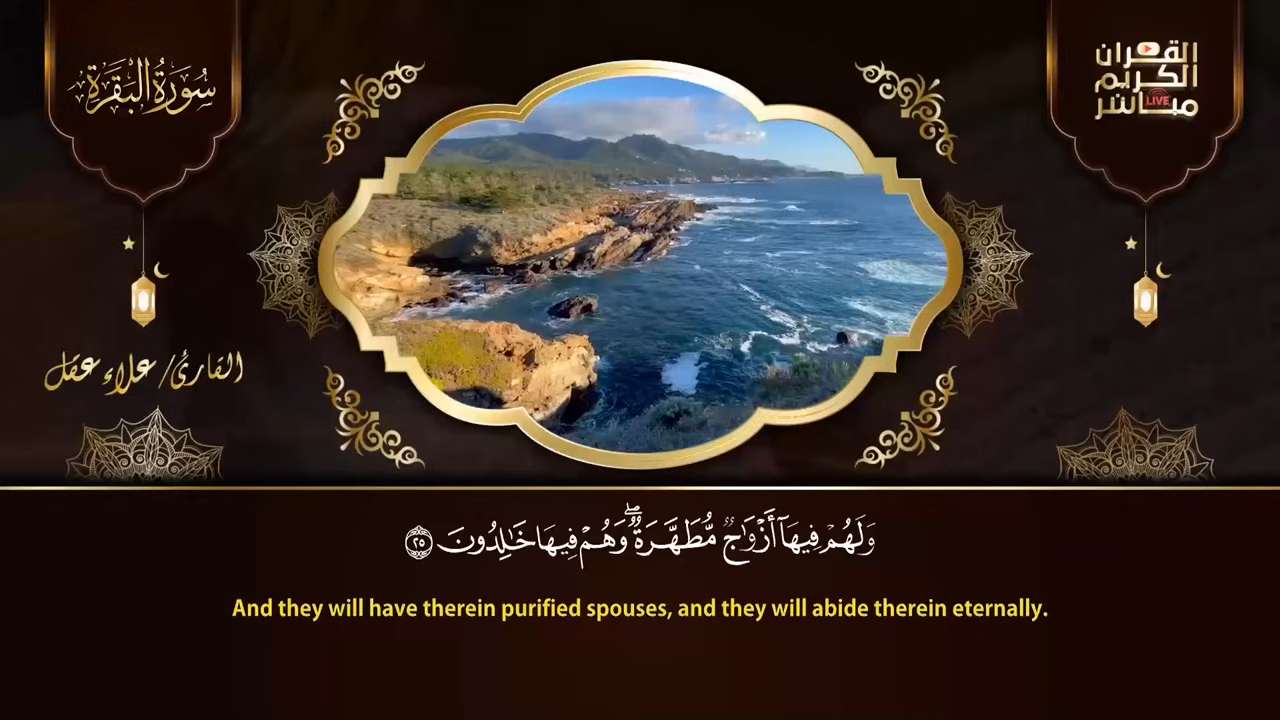 سُورَةُ البَقَرَةِ
القرآن
الكريم
مباشر
LIVE
القارئ/ علاء عقل
وَلَهُمْ فِيهَآ أَزْوَٰجٌ مُّطَهَّرَةٌ ۖ وَهُمْ فِيهَا خَٰلِدُونَ ٢٥
And they will have therein purified spouses, and they will abide therein eternally.